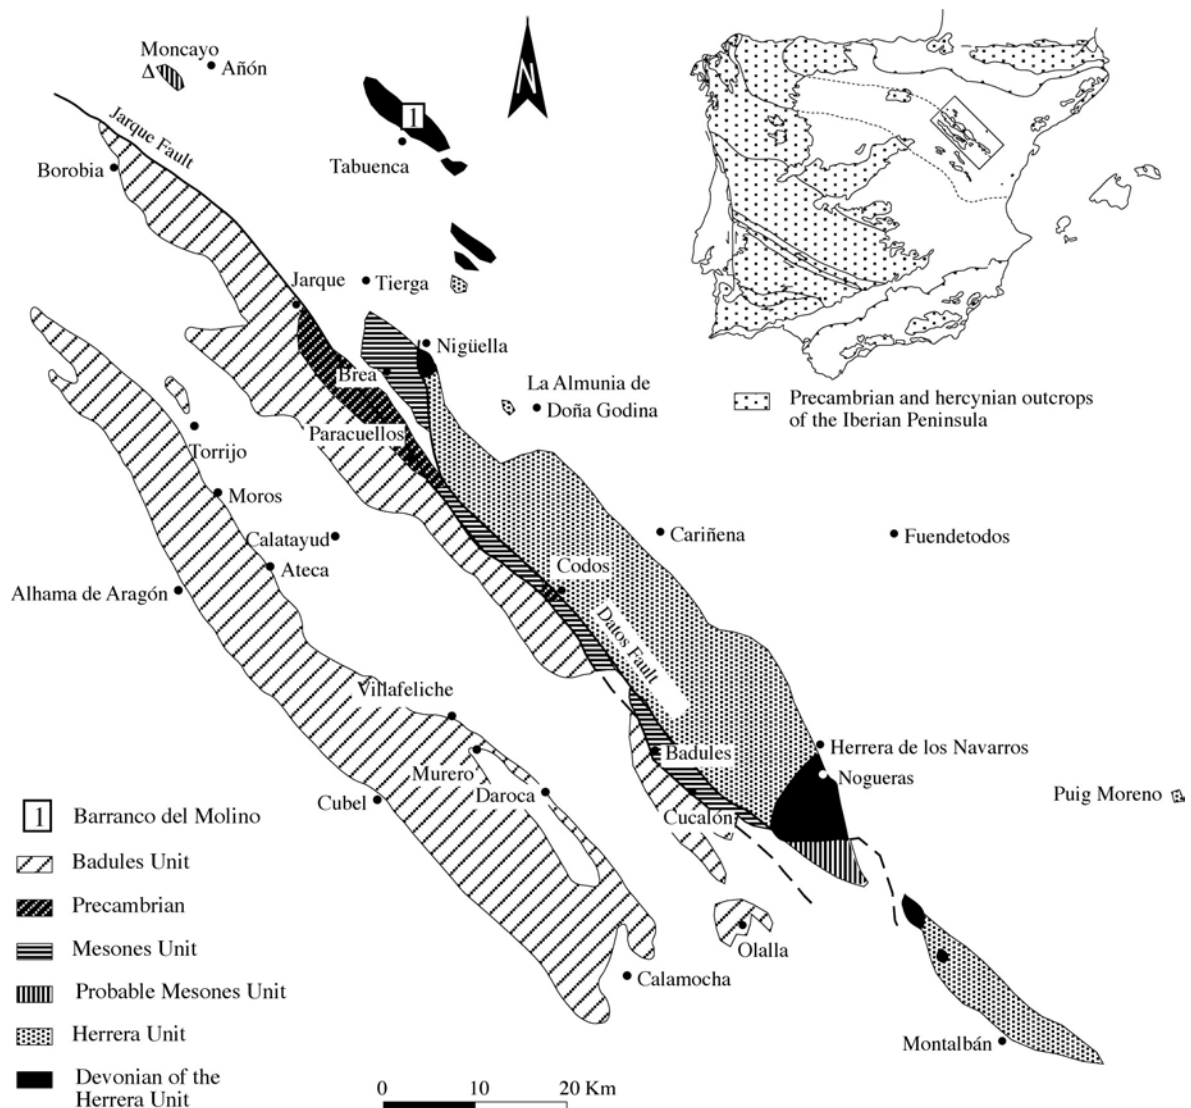 Moncayo
Δ
Añón
N
1
Tabuenca
Jarque Fault
Borobia
Jarque
Tierga
Nigüella
Brea
La Almunia de
Doña Godina
Precambrian and hercynian outcrops
of the Iberian Peninsula
Paracuellos
Torrijo
Moros
Calatayud
Ateca
Alhama de Aragón
Cariñena
Fuendetodos
Codos
Datos Fault
Villafeliche
Murero
Daroca
Cubel
Badules
Cucalón
Herrera de los Navarros
Nogueras
Puig Moreno
Olalla
Calamocha
Montalbán
1 Barranco del Molino
Badules Unit
Precambrian
Mesones Unit
Probable Mesones Unit
Herrera Unit
Devonian of the
Herrera Unit
0 10 20 Km